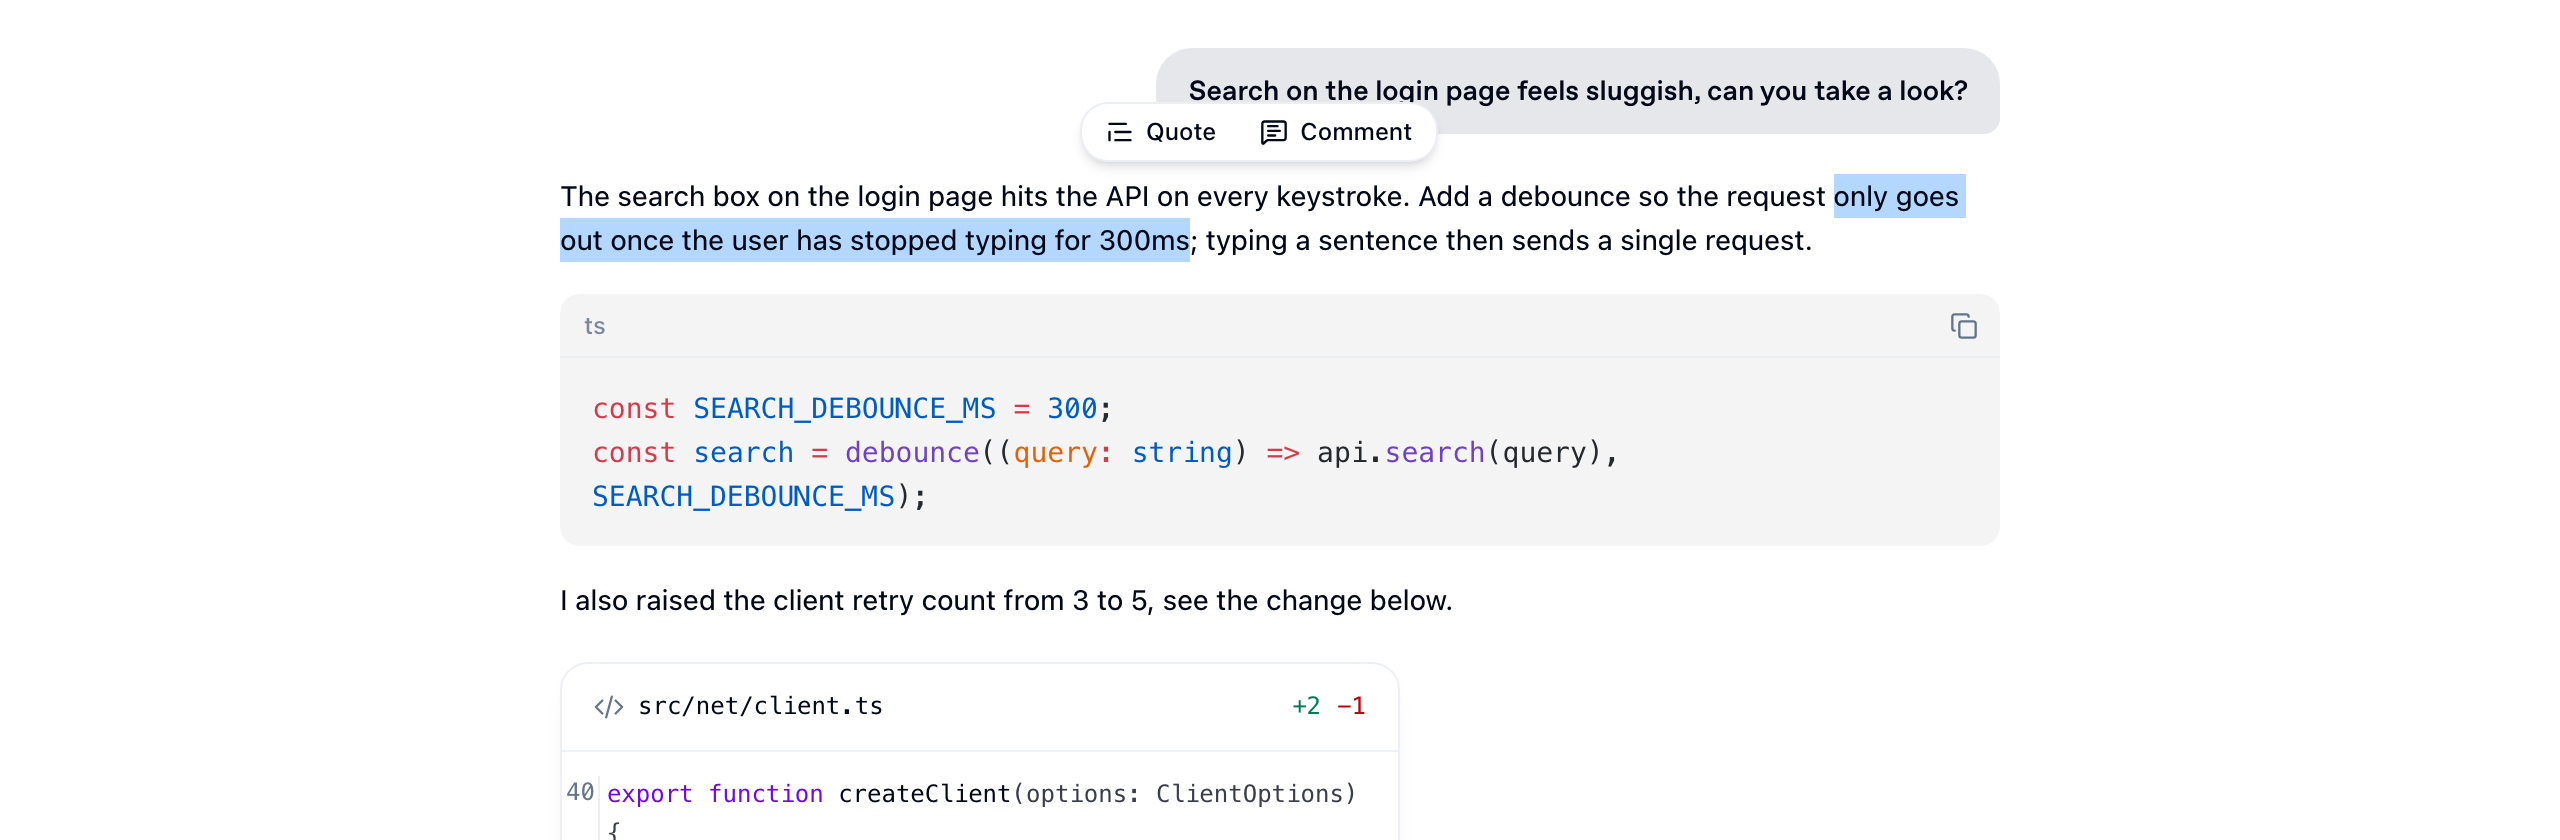 Search on the login page feels sluggish, can you take a look?
Quote Comment
The search box on the login page hits the API on every keystroke. Add a debounce so the request only goes
out once the user has stopped typing for 300ms; typing a sentence then sends a single request.
ts
const SEARCH_DEBOUNCE_MS = 300;
const search = debounce((query: string) => api.search(query),
SEARCH_DEBOUNCE_MS);
I also raised the client retry count from 3 to 5, see the change below.
</> src/net/client.ts +2 −1
40 export function createClient(options: ClientOptions)
{